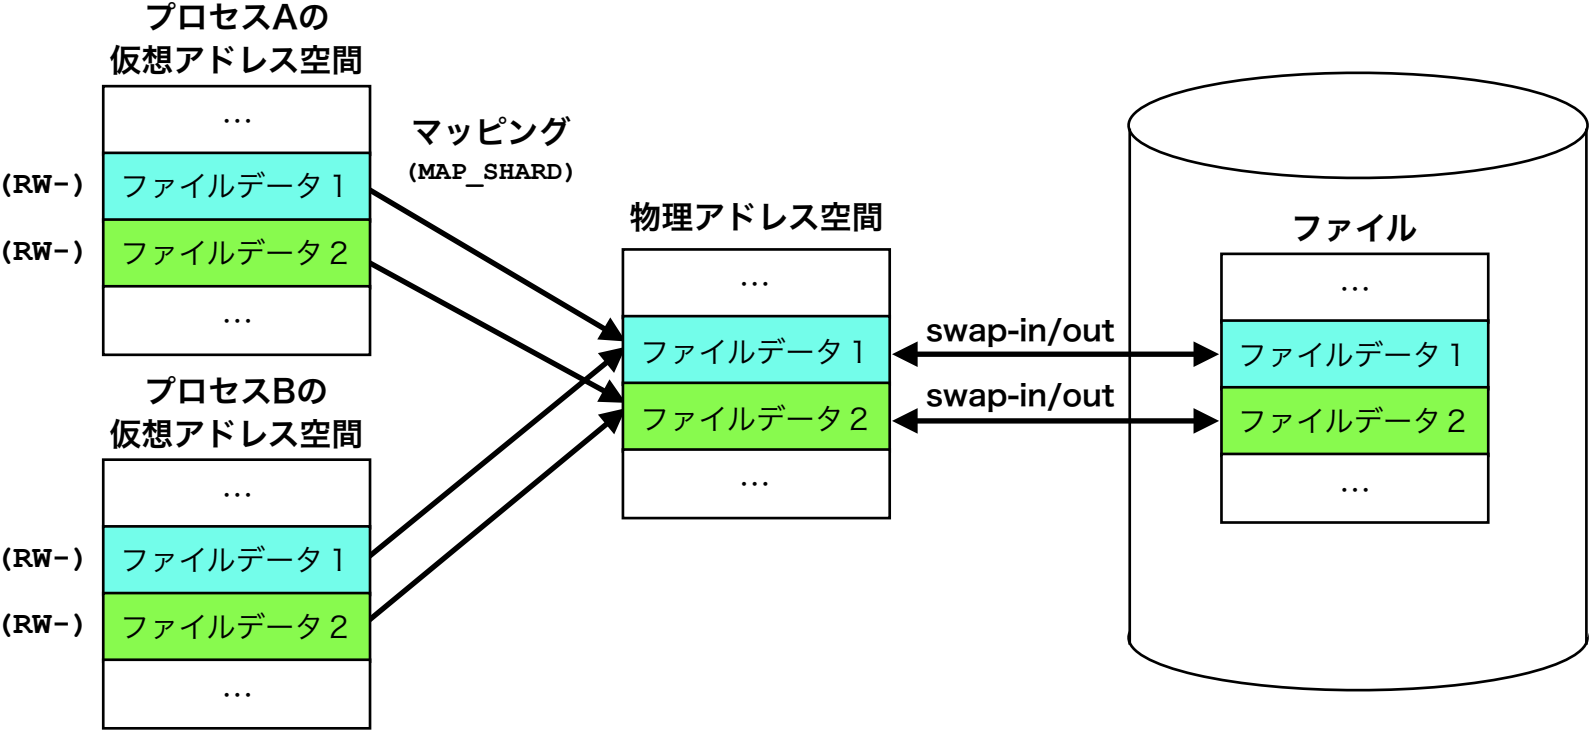 プロセスAの
仮想アドレス空間
…
(RW-)
ファイルデータ１
(RW-)
ファイルデータ２
…
マッピング
(MAP_SHARD)
プロセスBの
仮想アドレス空間
…
(RW-)
ファイルデータ１
(RW-)
ファイルデータ２
…
物理アドレス空間
…
ファイルデータ１
ファイルデータ２
…
swap-in/out
swap-in/out
ファイル
…
ファイルデータ１
ファイルデータ２
…